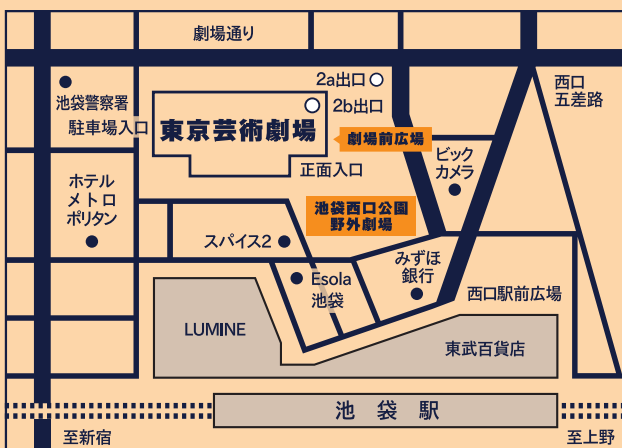 劇場通り
2a出口
西口
五差路
池袋警察署
2b出口
駐車場入口
東京芸術劇場
劇場前広場
ビック
カメラ
正面入口
ホテル
メトロ
ポリタン
池袋西口公園
野外劇場
スパイス2
みずほ
銀行
Esola
池袋
西口駅前広場
LUMINE
東武百貨店
池袋駅
至新宿
至上野